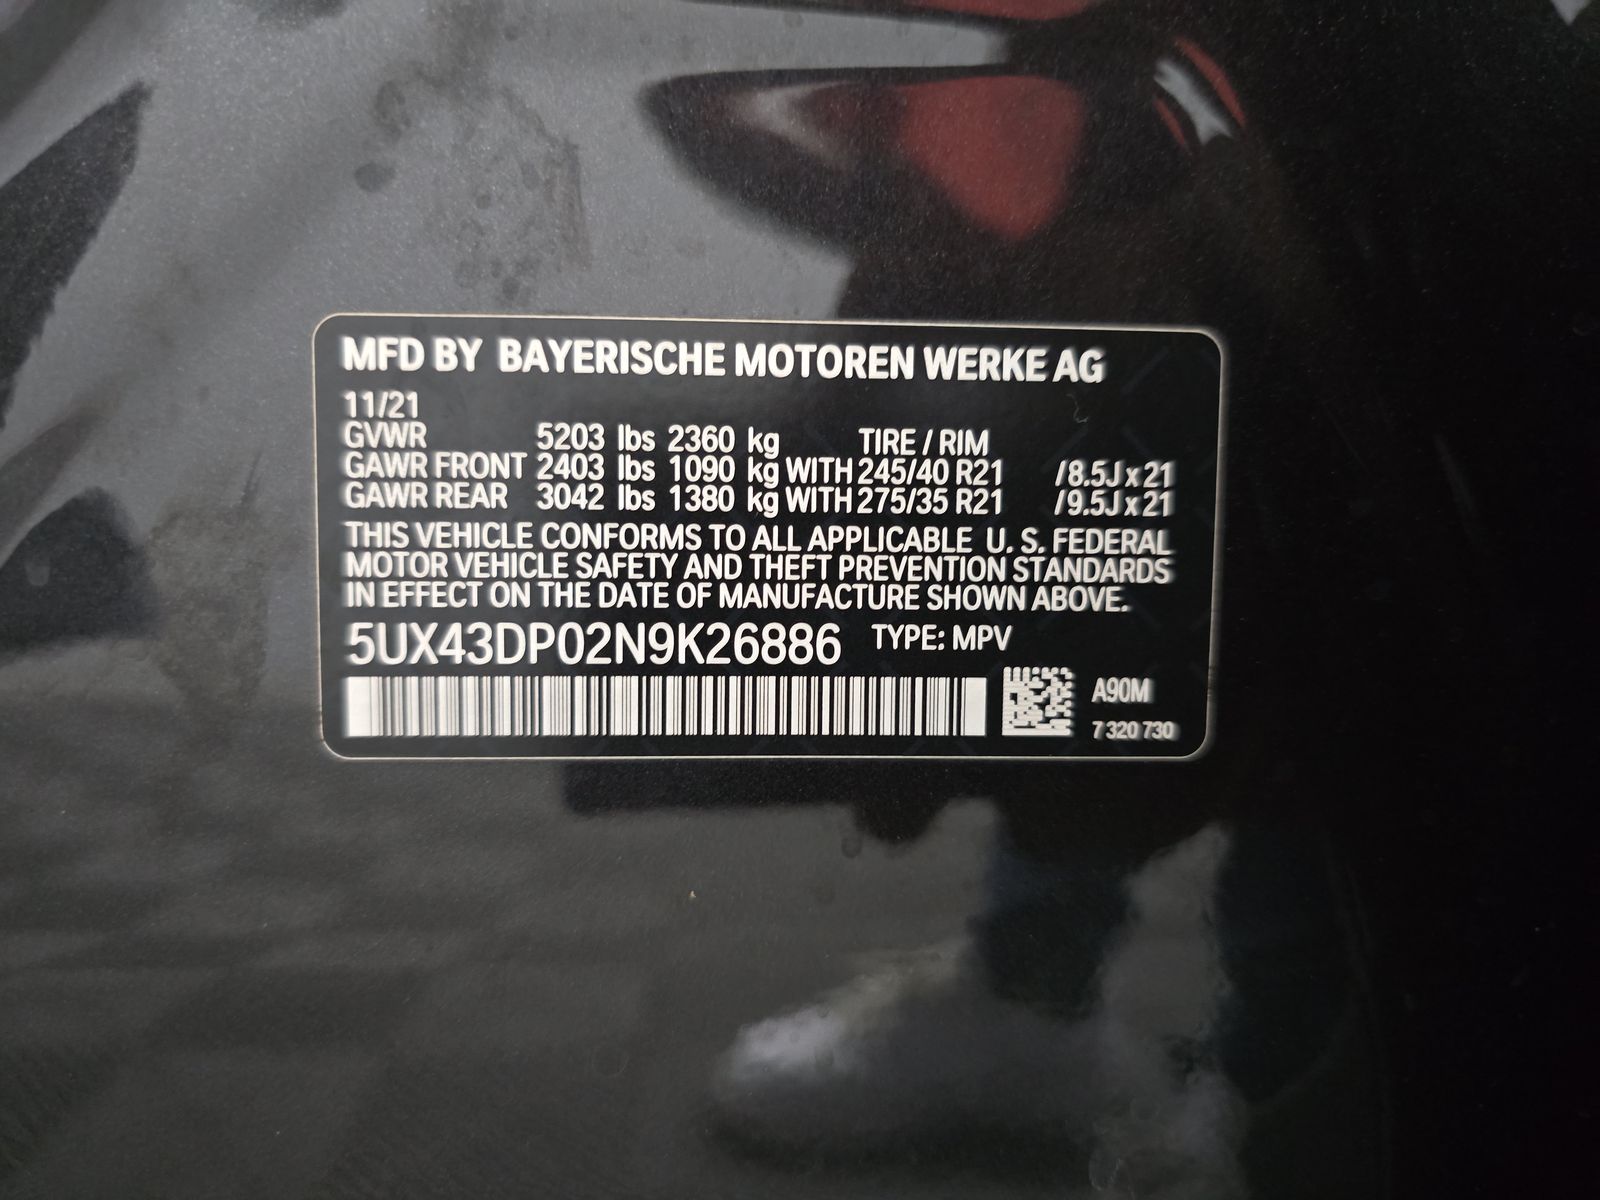 MFD BY BAYERISCHE MOTOREN WERKE AG
11/21
GVWR 5203 lbs 2360 kg TIRE / RIM
GAWR FRONT 2403 lbs 1090 kg WITH 245/40 R21 /8.5J x 21
GAWR REAR 3042 lbs 1380 kg WITH 275/35 R21 /9.5J x 21
THIS VEHICLE CONFORMS TO ALL APPLICABLE U. S. FEDERAL
MOTOR VEHICLE SAFETY AND THEFT PREVENTION STANDARDS
IN EFFECT ON THE DATE OF MANUFACTURE SHOWN ABOVE.
5UX43DP02N9K26886 TYPE: MPV
A90M
7 320 730